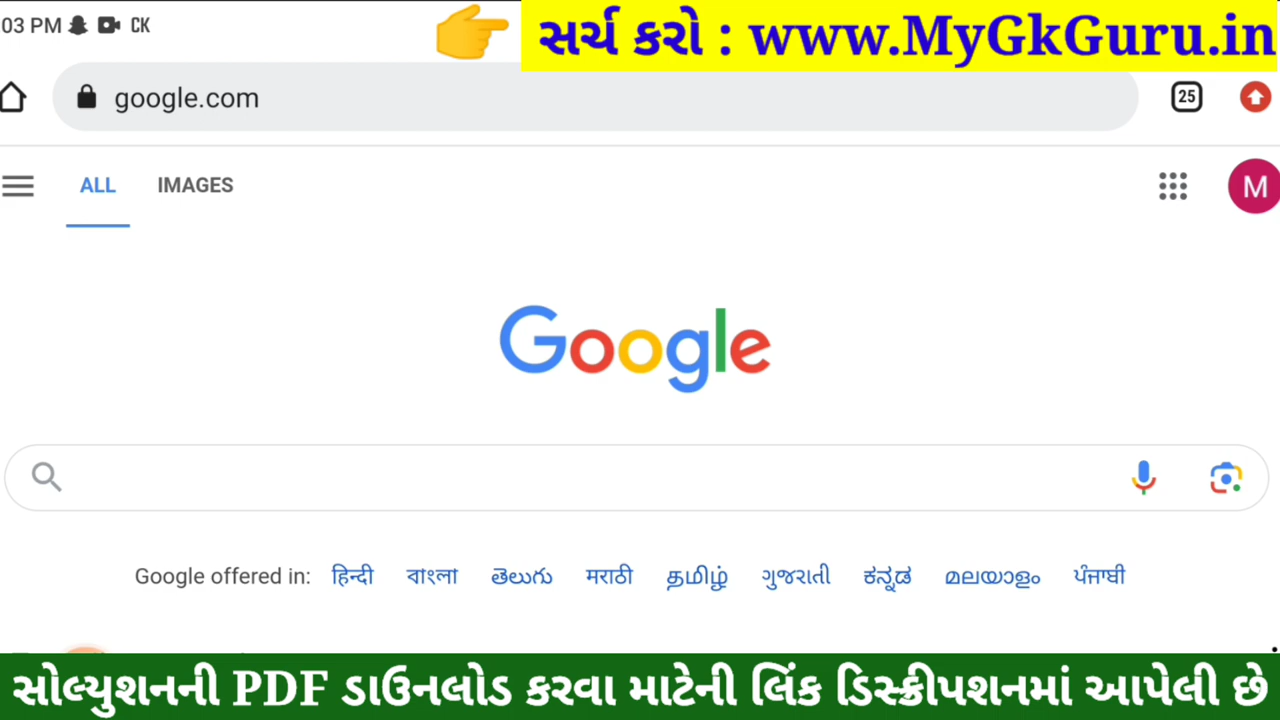 03 PM CK
સર્ચ કરો : www.MyGkGuru.in
google.com
25
ALL IMAGES
M
Google
Google offered in: हिन्दी বাংলা తెలుగు मराठी தமிழ் ગુજરાતી ಕನ್ನಡ മലയാളം ਪੰਜਾਬੀ
સોલ્યુશનની PDF ડાઉનલોડ કરવા માટેની લિંક ડિસ્ક્રીપશનમાં આપેલી છે